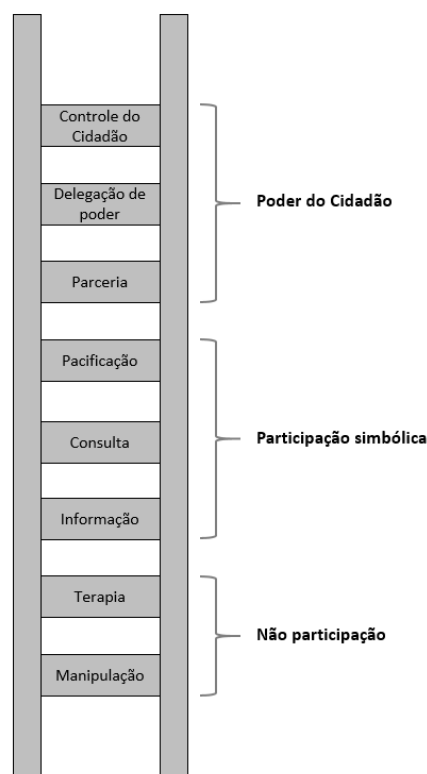 Controle do
Cidadão
Delegação de
poder
Poder do Cidadão
Parceria
Pacificação
Consulta
Participação simbólica
Informação
Terapia
Não participação
Manipulação